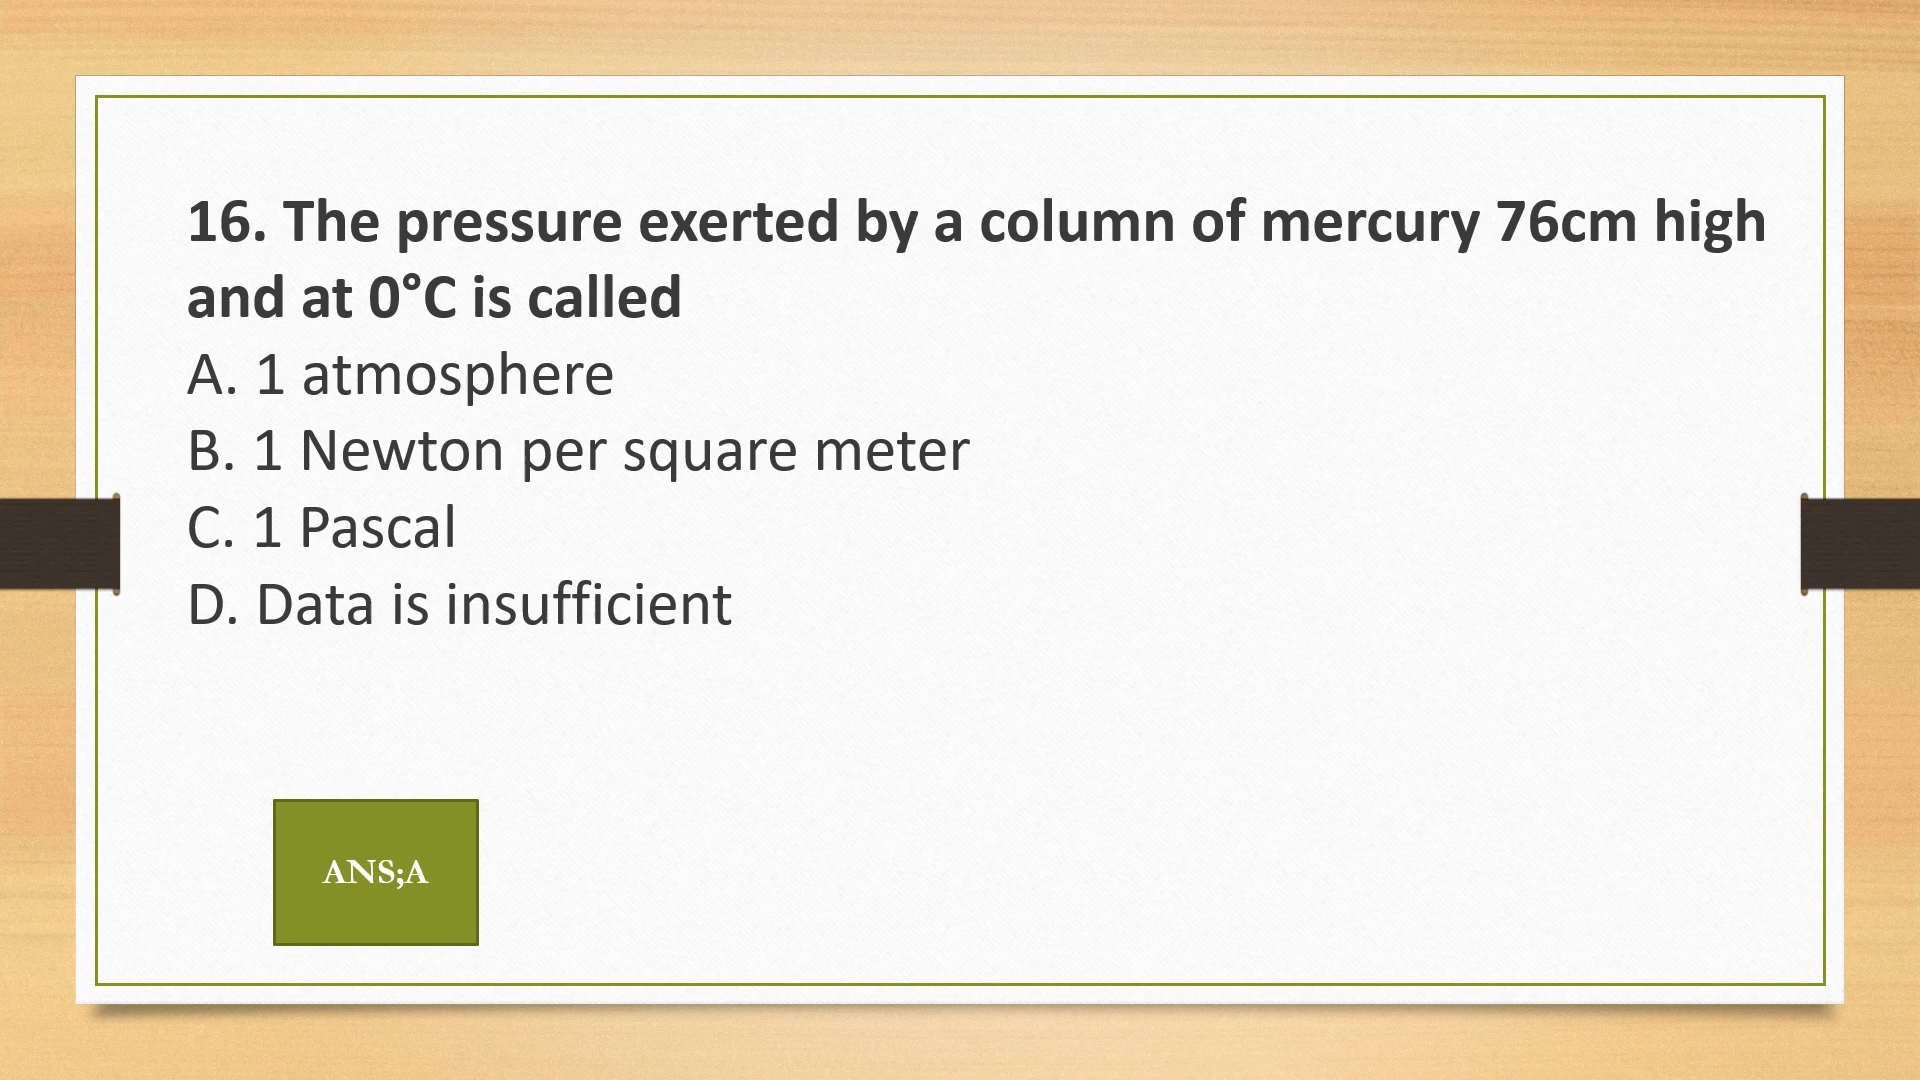 16. The pressure exerted by a column of mercury 76cm high
and at 0°C is called
A. 1 atmosphere
B. 1 Newton per square meter
C. 1 Pascal
D. Data is insufficient
ANS;A